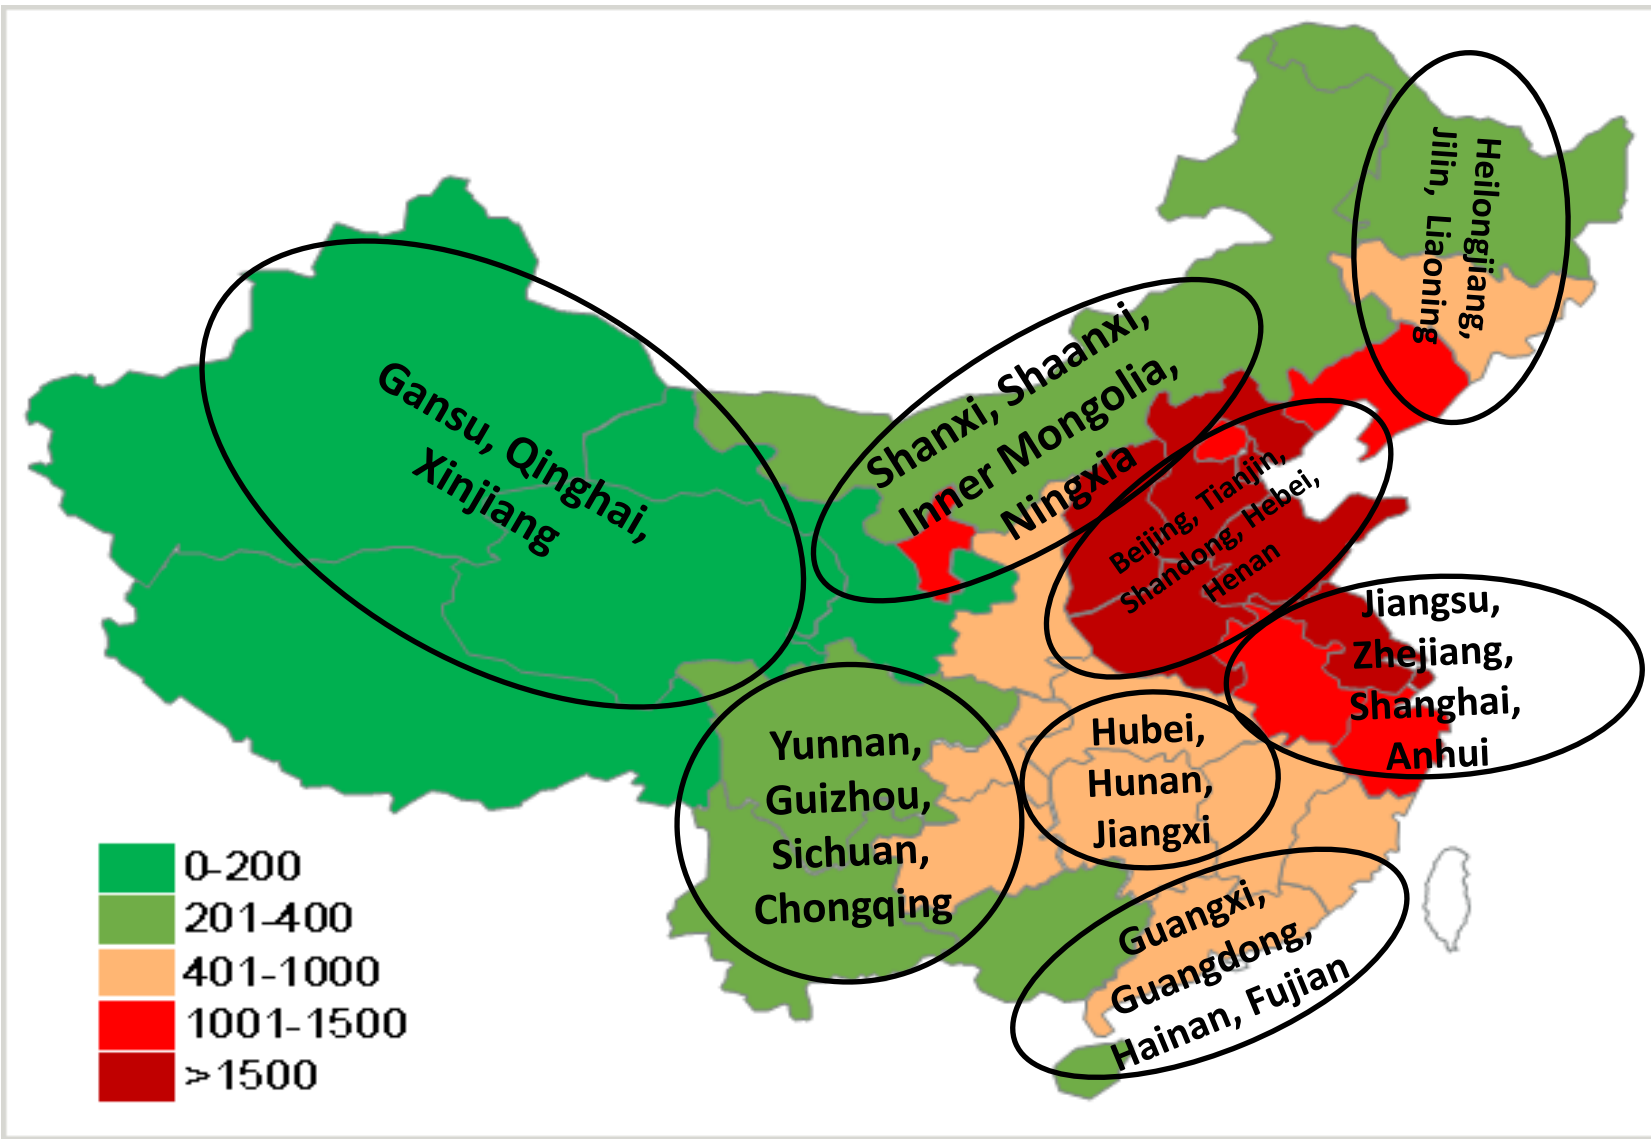 Heilongjiang,
Jilin, Liaoning
Shanxi, Shaanxi,
Inner Mongolia,
Ningxia
Gansu, Qinghai,
Xinjiang
Beijing, Tianjin,
Shandong, Hebei,
Henan
Jiangsu,
Zhejiang,
Shanghai,
Anhui
Yunnan,
Guizhou,
Sichuan,
Chongqing
Hubei,
Hunan,
Jiangxi
Guangxi,
Guangdong,
Hainan, Fujian
0-200
201-400
401-1000
1001-1500
>1500